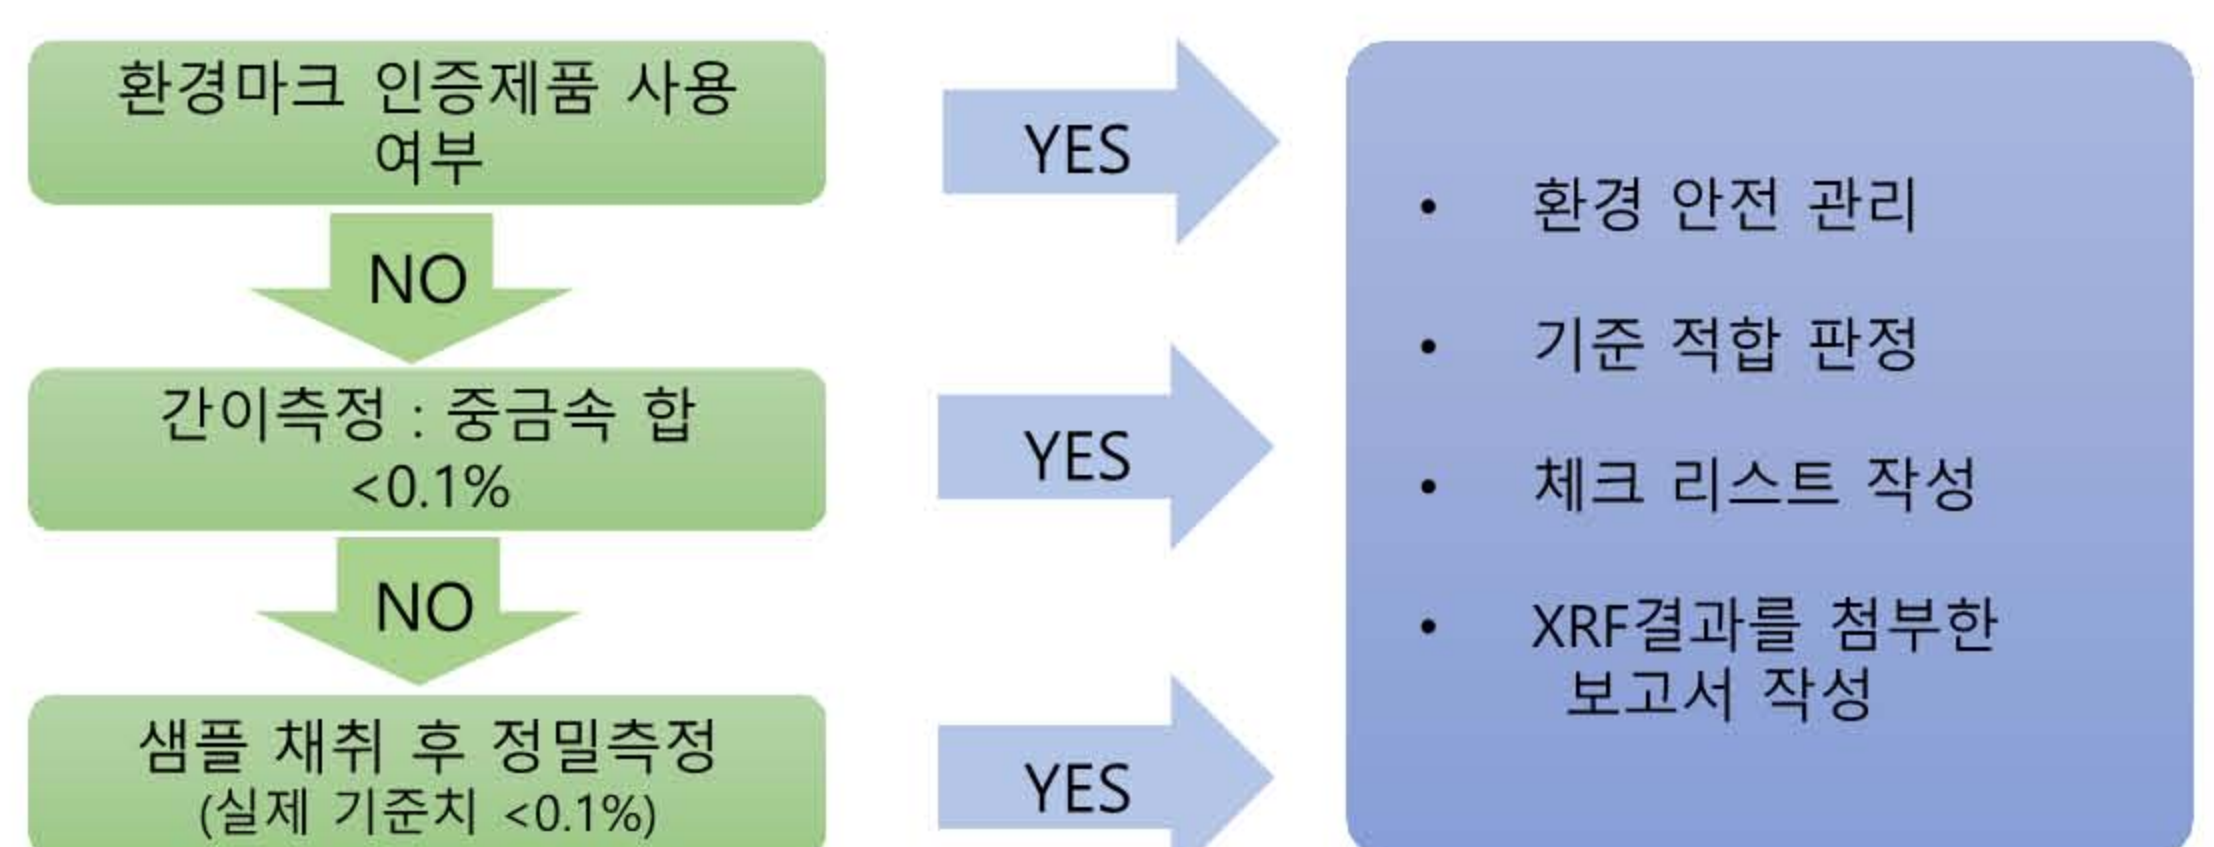 환경마크 인증제품 사용
여부
YES
NO
간이측정 : 중금속 합
<0.1%
YES
NO
샘플 채취 후 정밀측정
(실제 기준치 <0.1%)
YES
• 환경 안전 관리
• 기준 적합 판정
• 체크 리스트 작성
• XRF결과를 첨부한
보고서 작성